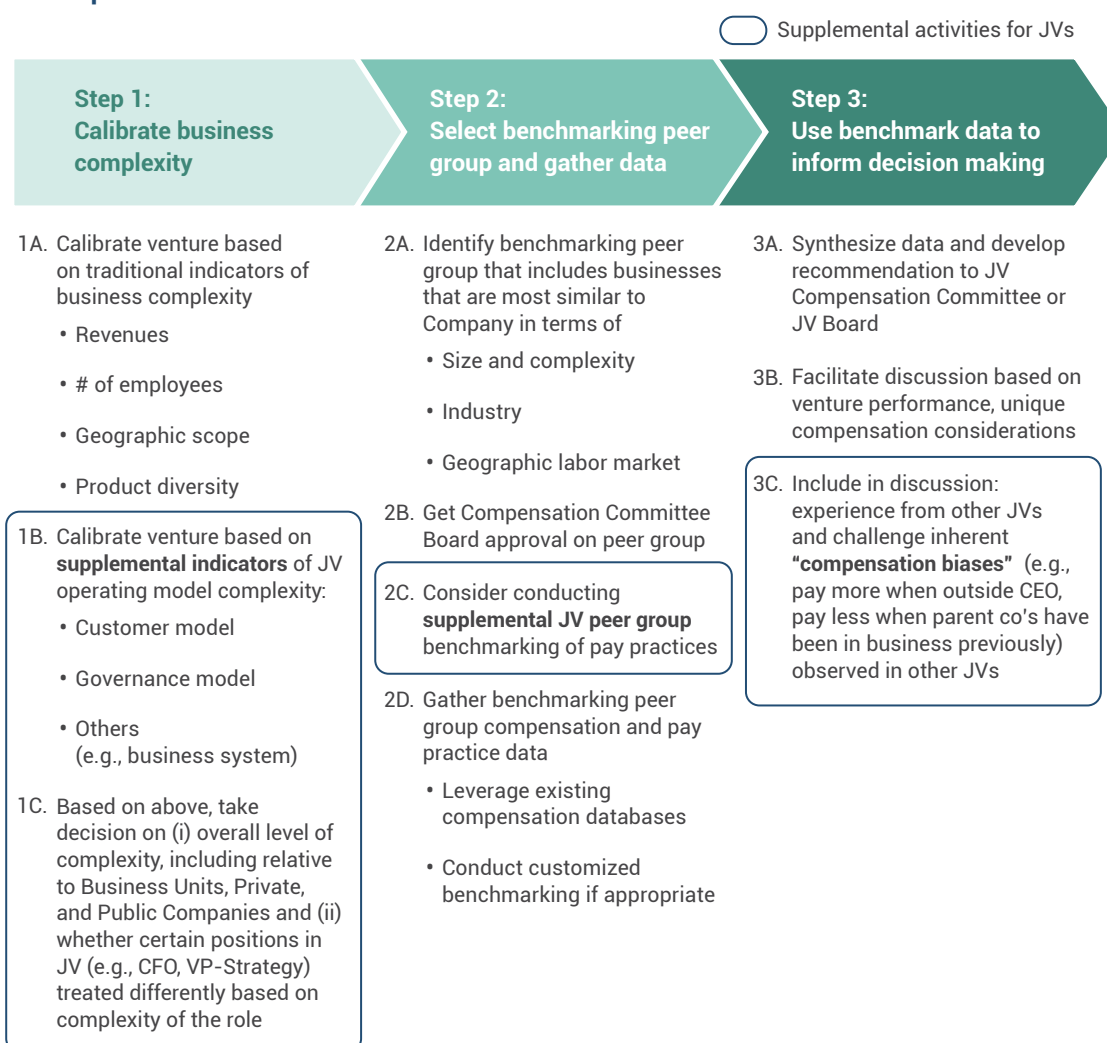 Supplemental activities for JVs
Step 1:
Calibrate business
complexity
Step 2:
Select benchmarking peer
group and gather data
Step 3:
Use benchmark data to
inform decision making
1A. Calibrate venture based
on traditional indicators of
business complexity
• Revenues
• # of employees
• Geographic scope
• Product diversity
1B. Calibrate venture based on
supplemental indicators of JV
operating model complexity:
• Customer model
• Governance model
• Others
(e.g., business system)
1C. Based on above, take
decision on (i) overall level of
complexity, including relative
to Business Units, Private,
and Public Companies and (ii)
whether certain positions in
JV (e.g., CFO, VP-Strategy)
treated differently based on
complexity of the role
2A. Identify benchmarking peer
group that includes businesses
that are most similar to
Company in terms of
• Size and complexity
• Industry
• Geographic labor market
2B. Get Compensation Committee
Board approval on peer group
2C. Consider conducting
supplemental JV peer group
benchmarking of pay practices
2D. Gather benchmarking peer
group compensation and pay
practice data
• Leverage existing
compensation databases
• Conduct customized
benchmarking if appropriate
3A. Synthesize data and develop
recommendation to JV
Compensation Committee or
JV Board
3B. Facilitate discussion based on
venture performance, unique
compensation considerations
3C. Include in discussion:
experience from other JVs
and challenge inherent
“compensation biases” (e.g.,
pay more when outside CEO,
pay less when parent co's have
been in business previously)
observed in other JVs